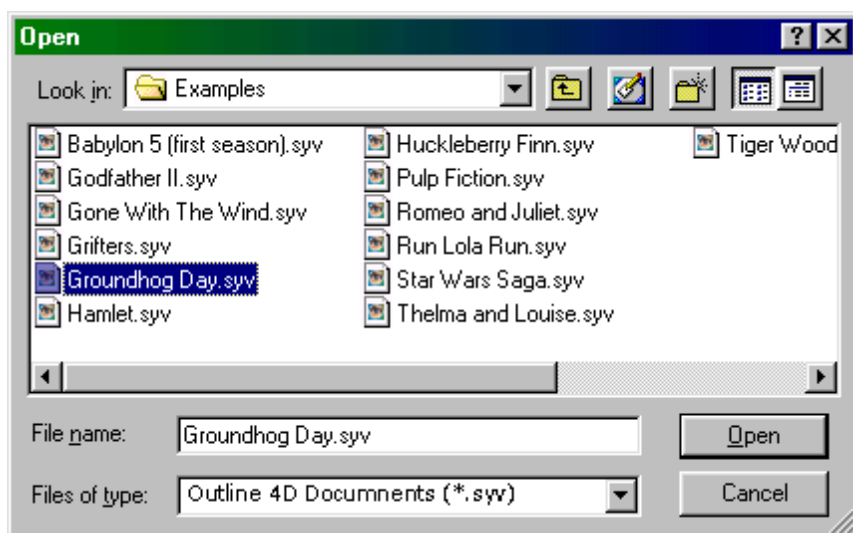 Open
Look in: Examples
Babylon 5 (first season).syv
Godfather II.syv
Gone With The Wind.syv
Grifters.syv
Groundhog Day.syv
Hamlet.syv
Huckleberry Finn.syv
Pulp Fiction.syv
Romeo and Juliet.syv
Run Lola Run.syv
Star Wars Saga.syv
Thelma and Louise.syv
Tiger Wood
File name: Groundhog Day.syv
Open
Files of type: Outline 4D Documnents (*.syv)
Cancel